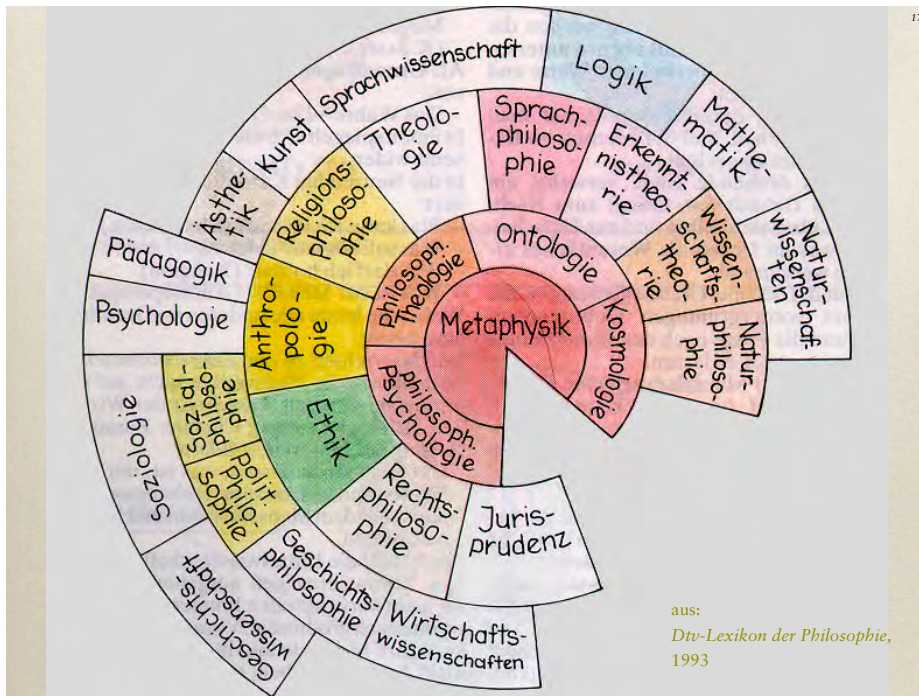 17
Sprachwissenschaft
Logik
Mathe-
matik
Natur-
wissenschaf-
ten
Kunst
Ästhe-
tik
Theolo-
gie
Sprach-
philoso-
phie
Erkennt-
nistheo-
rie
Wissen-
schafts-
theo-
rie
Natur-
philoso-
phie
Religions-
philoso-
phie
philosoph.
Theologie
Ontologie
Kosmologie
Metaphysik
Pädagogik
Psychologie
Anthro-
polo-
gie
philosoph.
Psychologie
Soziologie
Sozial-
philoso-
phie
polit.
Philo-
sophie
Ethik
Rechts-
philoso-
phie
Juris-
prudenz
Geschichts-
wissenschaft
Geschichts-
philosophie
Wirtschafts-
wissenschaften
aus:
Dtv-Lexikon der Philosophie,
1993